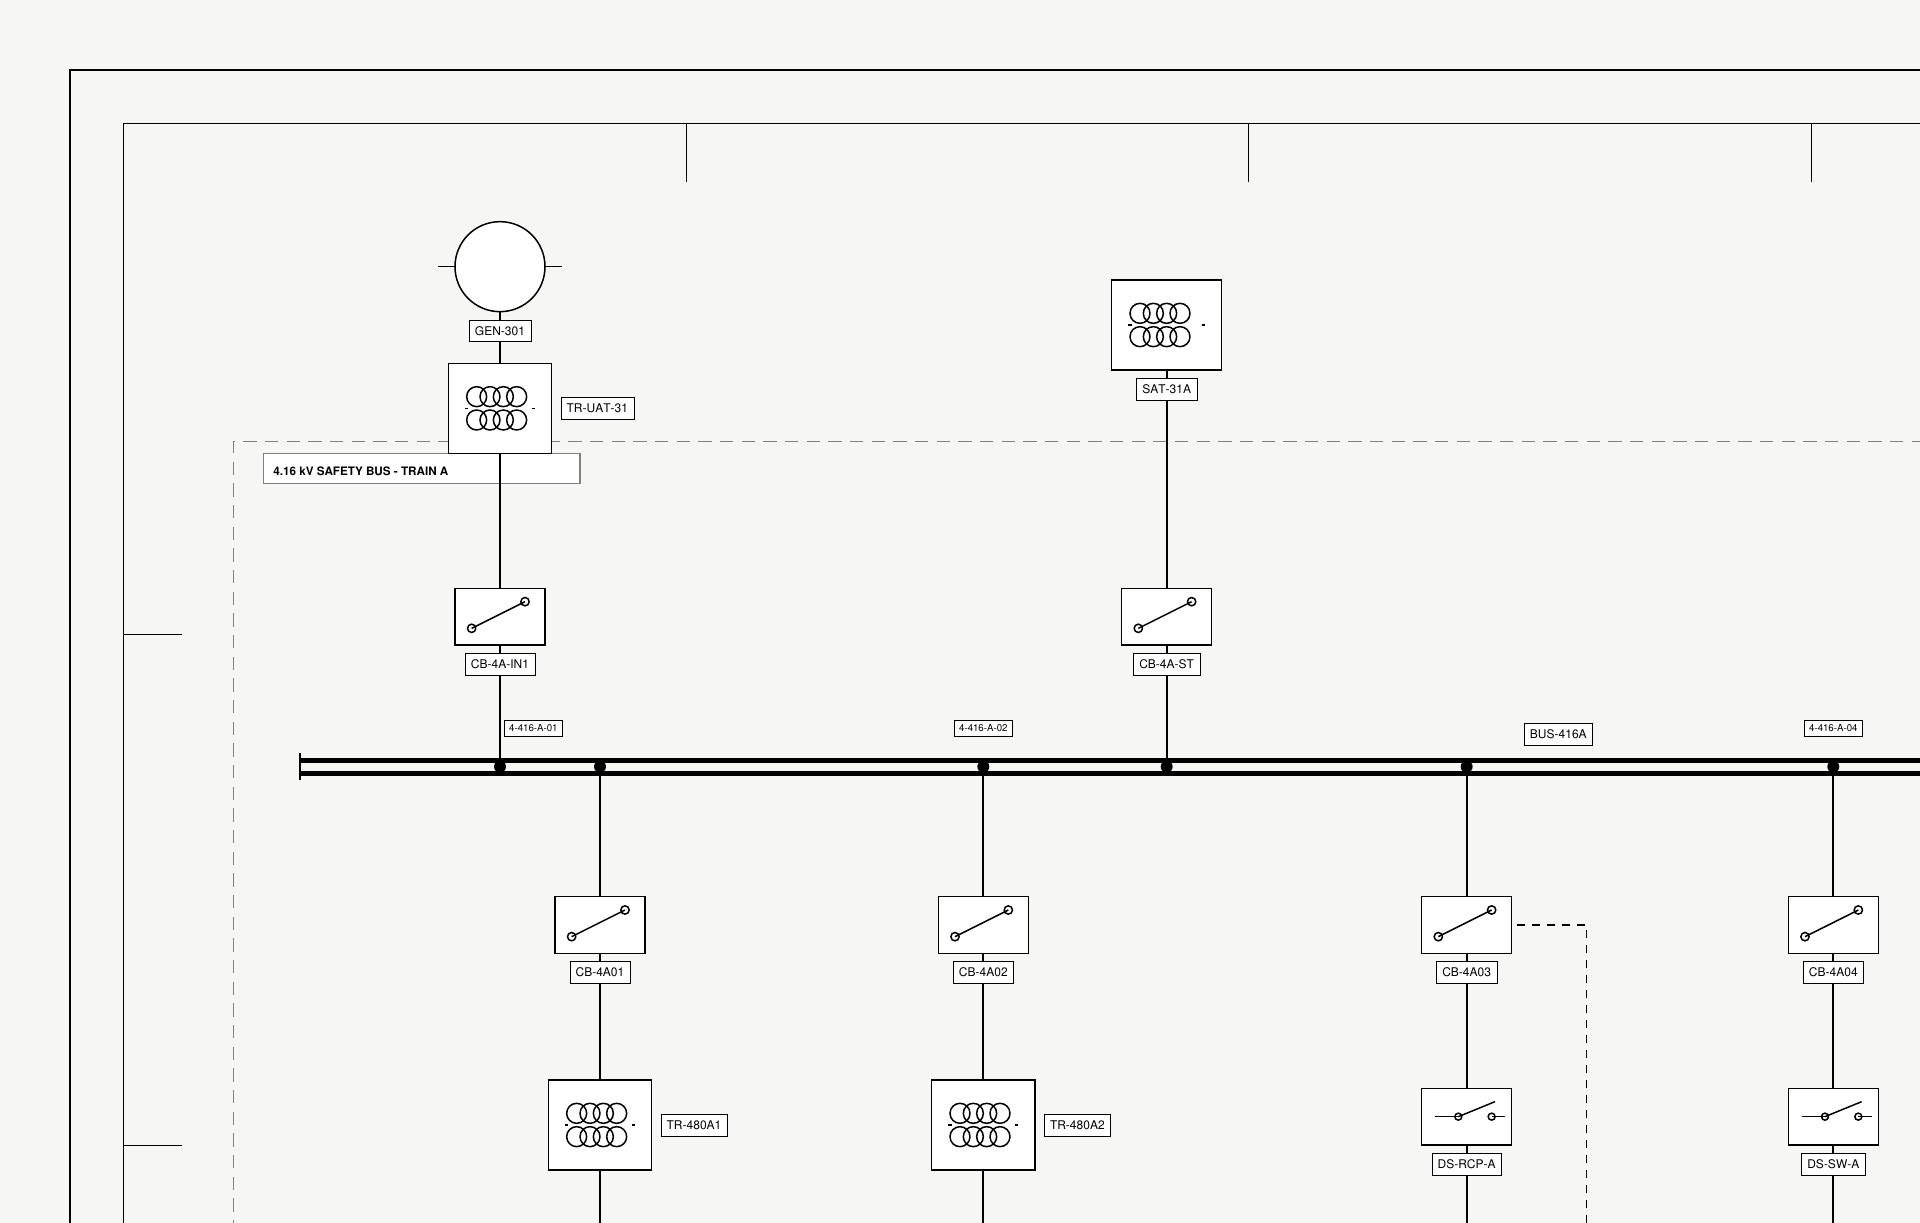 GEN-301
SAT-31A
TR-UAT-31
4.16 kV SAFETY BUS - TRAIN A
CB-4A-IN1
CB-4A-ST
4-416-A-01
4-416-A-02
BUS-416A
4-416-A-04
CB-4A01
CB-4A02
CB-4A03
CB-4A04
TR-480A1
TR-480A2
DS-RCP-A
DS-SW-A